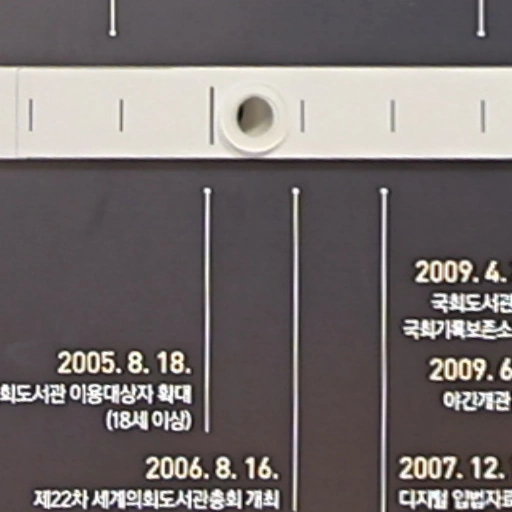 2005. 8. 18.
회도서관 이용대상자 확대
(18세 이상)
2006. 8. 16.
제22차 세계의회도서관총회 개최
2009. 4.
국회도서관
국회기록보존소
2009. 6
야간개관
2007. 12.
디지털 입법자료